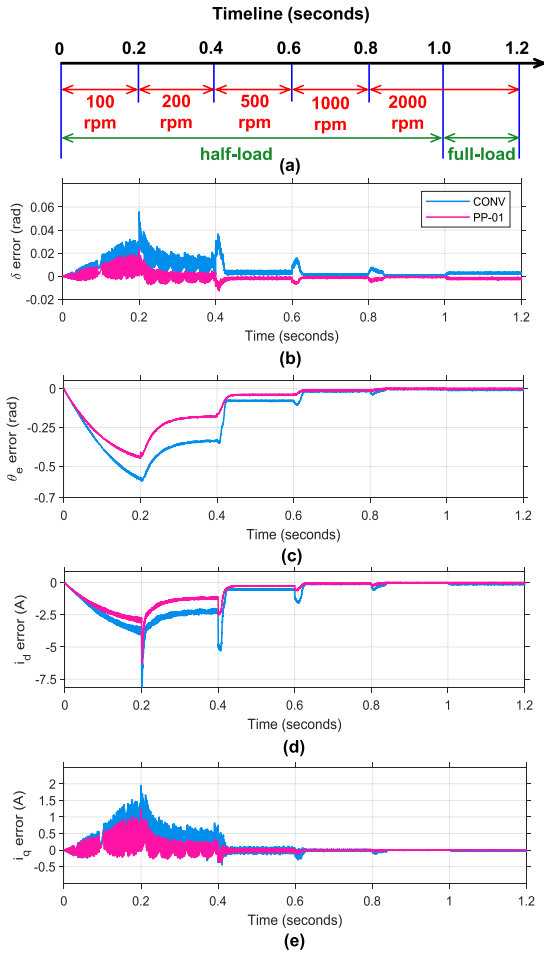 Timeline (seconds)
0 0.2 0.4 0.6 0.8 1.0 1.2
100 200 500 1000 2000
rpm rpm rpm rpm rpm
half-load full-load
(a)
CONV
PP-01
δ error (rad)
0.06
0.04
0.02
0
-0.02
0 0.2 0.4 0.6 0.8 1 1.2
Time (seconds)
(b)
θe error (rad)
0
-0.25
-0.5
-0.7
0 0.2 0.4 0.6 0.8 1 1.2
Time (seconds)
(c)
id error (A)
0
-2.5
-5
-7.5
0 0.2 0.4 0.6 0.8 1 1.2
Time (seconds)
(d)
iq error (A)
2
1.5
1
0.5
0
-0.5
0 0.2 0.4 0.6 0.8 1 1.2
Time (seconds)
(e)